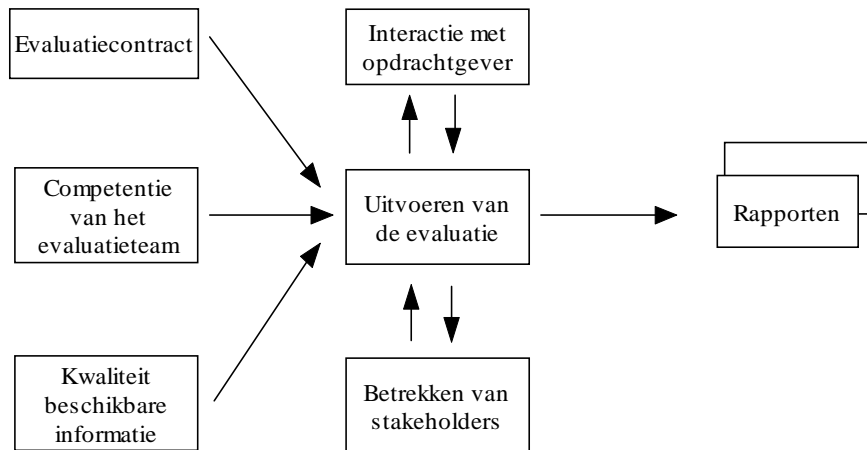 Evaluatiecontract
Interactie met
opdrachtgever
Competentie
van het
evaluatieteam
Uitvoeren van
de evaluatie
Rapporten
Kwaliteit
beschikbare
informatie
Betrekken van
stakeholders